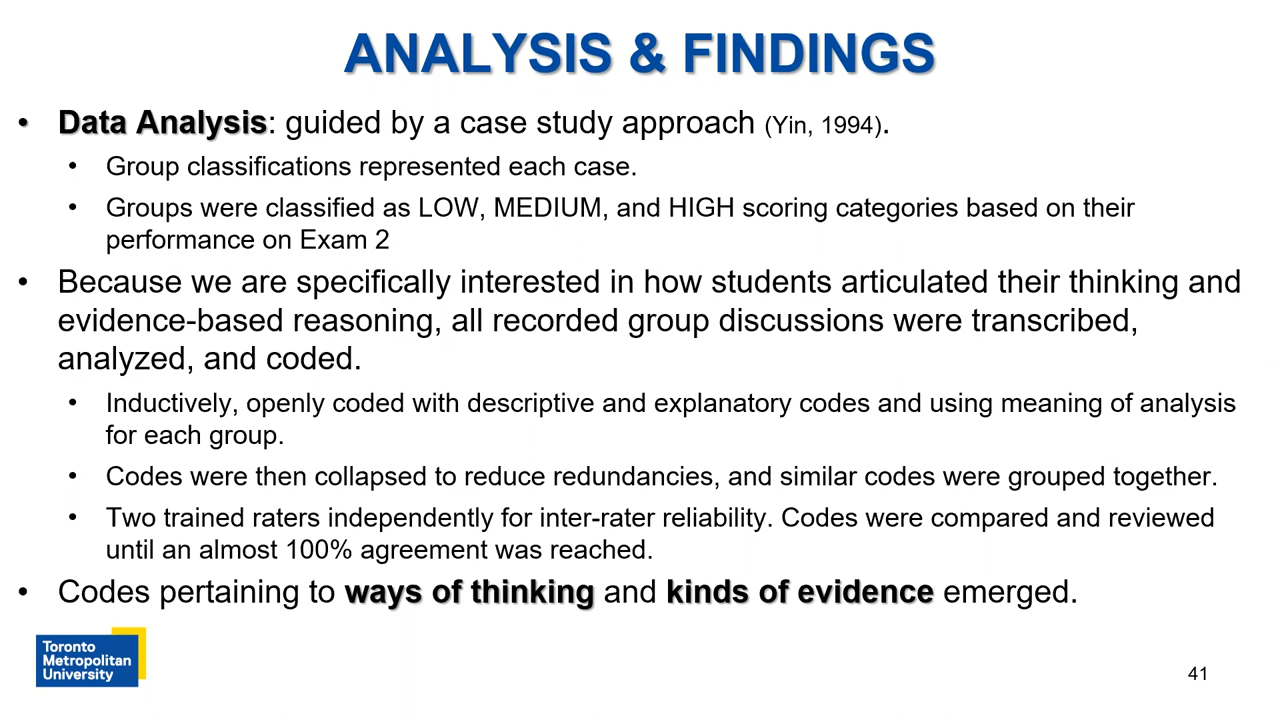 ANALYSIS & FINDINGS
• Data Analysis: guided by a case study approach (Yin, 1994).
• Group classifications represented each case.
• Groups were classified as LOW, MEDIUM, and HIGH scoring categories based on their
performance on Exam 2
• Because we are specifically interested in how students articulated their thinking and
evidence-based reasoning, all recorded group discussions were transcribed,
analyzed, and coded.
• Inductively, openly coded with descriptive and explanatory codes and using meaning of analysis
for each group.
• Codes were then collapsed to reduce redundancies, and similar codes were grouped together.
• Two trained raters independently for inter-rater reliability. Codes were compared and reviewed
until an almost 100% agreement was reached.
• Codes pertaining to ways of thinking and kinds of evidence emerged.
Toronto
Metropolitan
University
41